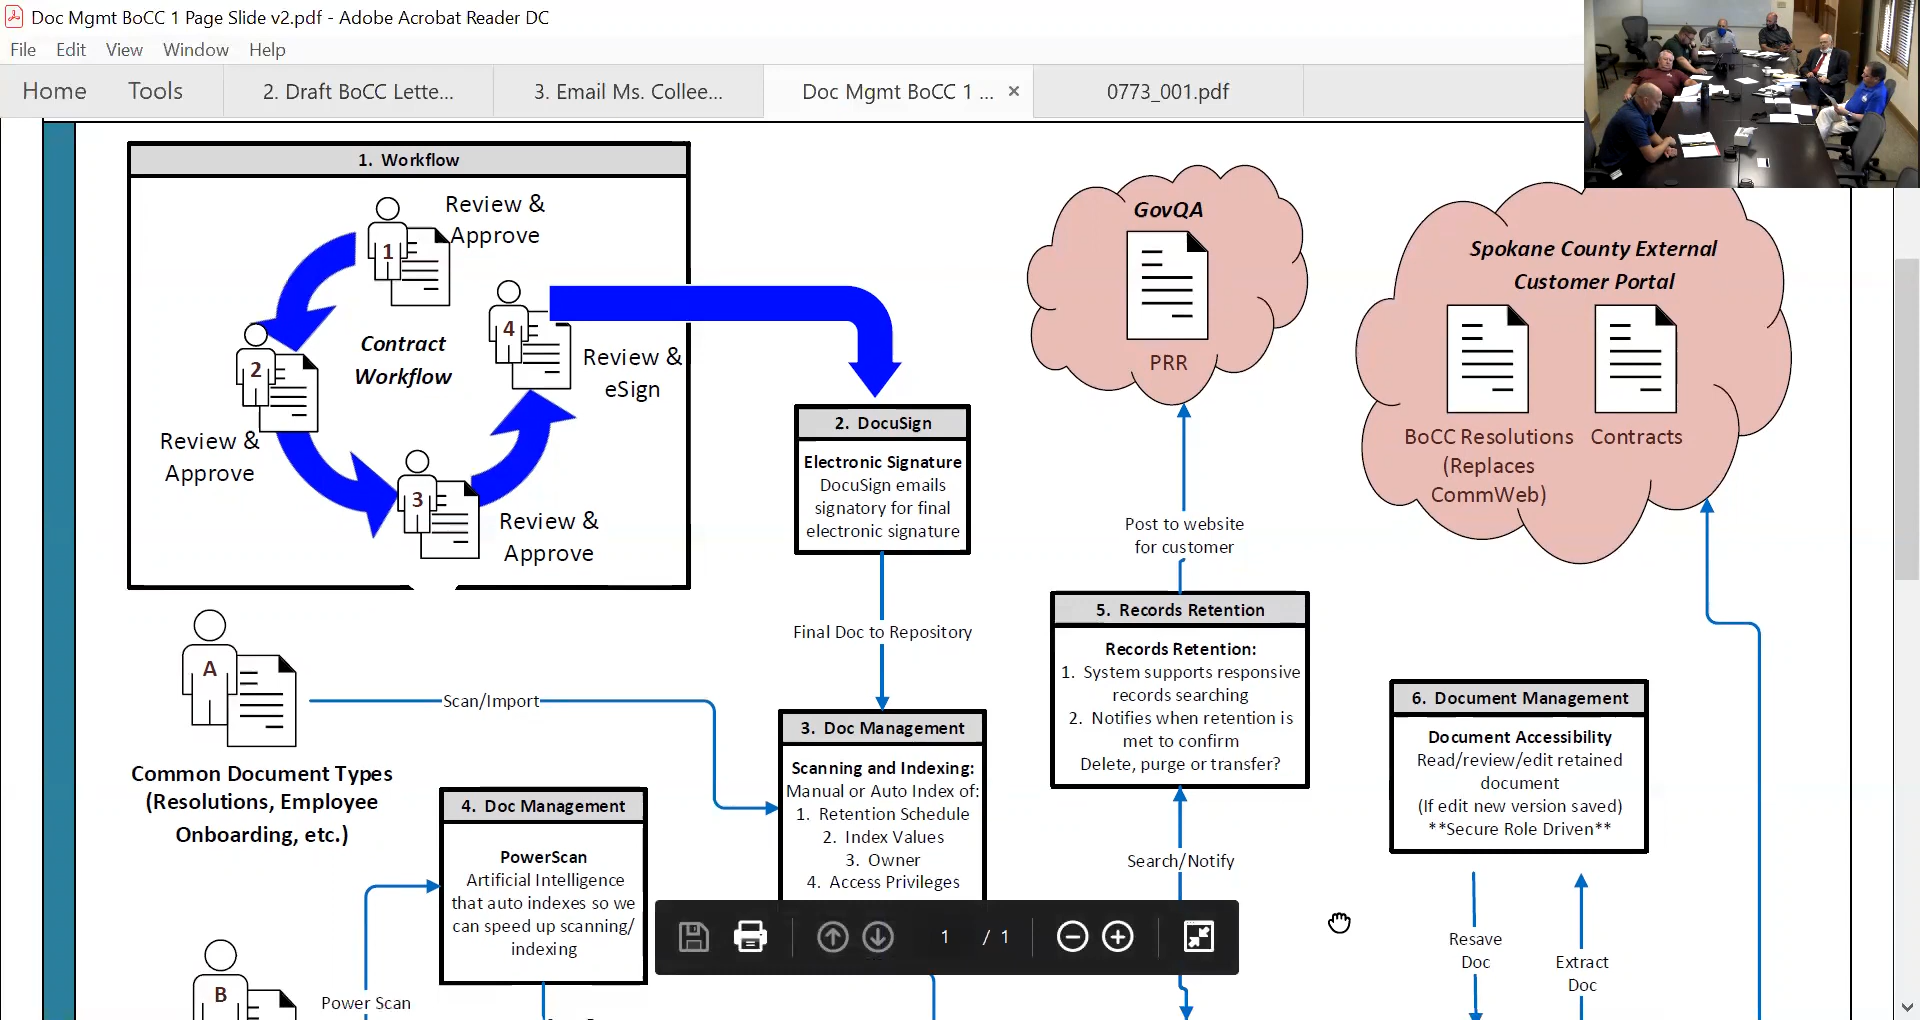 Doc Mgmt BoCC 1 Page Slide v2.pdf - Adobe Acrobat Reader DC
File Edit View Window Help
Home Tools 2. Draft BoCC Lette... 3. Email Ms. Collee... Doc Mgmt BoCC 1 ... × 0773_001.pdf
1. Workflow
Review &
Approve
1
Contract
Workflow
2
Review &
Approve
3
Review &
Approve
4
Review &
eSign
2. DocuSign
Electronic Signature
DocuSign emails
signatory for final
electronic signature
GovQA
PRR
Spokane County External
Customer Portal
BoCC Resolutions
(Replaces
CommWeb)
Contracts
Post to website
for customer
Final Doc to Repository
5. Records Retention
Records Retention:
1. System supports responsive
records searching
2. Notifies when retention is
met to confirm
Delete, purge or transfer?
A
Scan/Import
Common Document Types
(Resolutions, Employee
Onboarding, etc.)
3. Doc Management
Scanning and Indexing:
Manual or Auto Index of:
1. Retention Schedule
2. Index Values
3. Owner
4. Access Privileges
6. Document Management
Document Accessibility
Read/review/edit retained
document
(If edit new version saved)
**Secure Role Driven**
4. Doc Management
PowerScan
Artificial Intelligence
that auto indexes so we
can speed up scanning/
indexing
Search/Notify
1 / 1
Resave
Doc
Extract
Doc
B
Power Scan